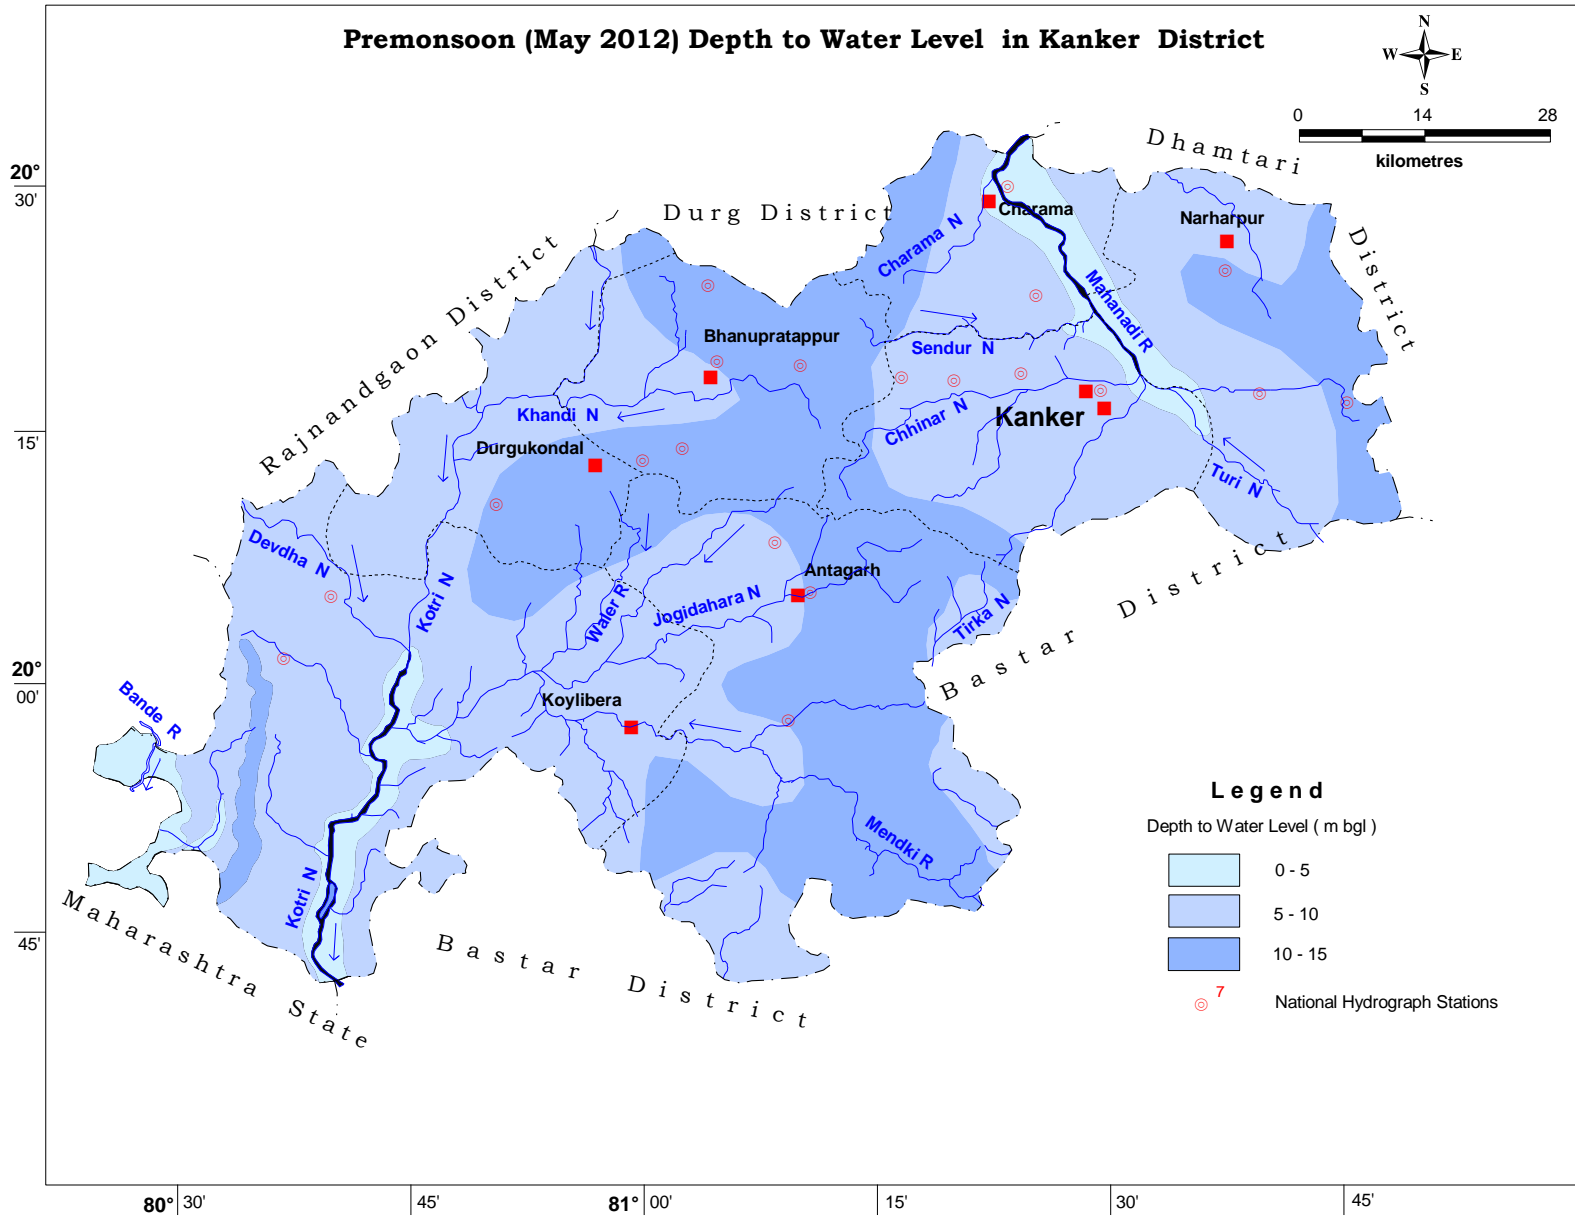 Premonsoon (May 2012) Depth to Water Level in Kanker District
N
W E
S
0 14 28
kilometres
20°
30'
15'
20°
00'
45'
80° 30'
45'
81° 00'
15'
30'
45'
Dhamtari
District
Durg District
Rajnandgaon District
Bastar District
Bastar District
Maharashtra State
Charama
Narharpur
Charama N
Mahanadi R
Bhanupratappur
Sendur N
Khandi N
Chhinar N
Kanker
Durgukondal
Turi N
Devdha N
Kotri N
Waler R
Jogidahara N
Antagarh
Tirka N
Koylibera
Bande R
Mendki R
Kotri N
Legend
Depth to Water Level ( m bgl )
0 - 5
5 - 10
10 - 15
7 National Hydrograph Stations